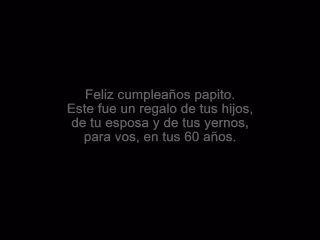 Feliz cumpleaños papito.
Este fue un regalo de tus hijos,
de tu esposa y de tus yernos,
para vos, en tus 60 años.